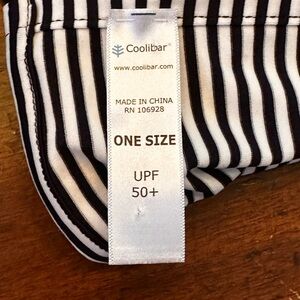 Coolibar®
www.coolibar.com
MADE IN CHINA
RN 106928
ONE SIZE
UPF
50+